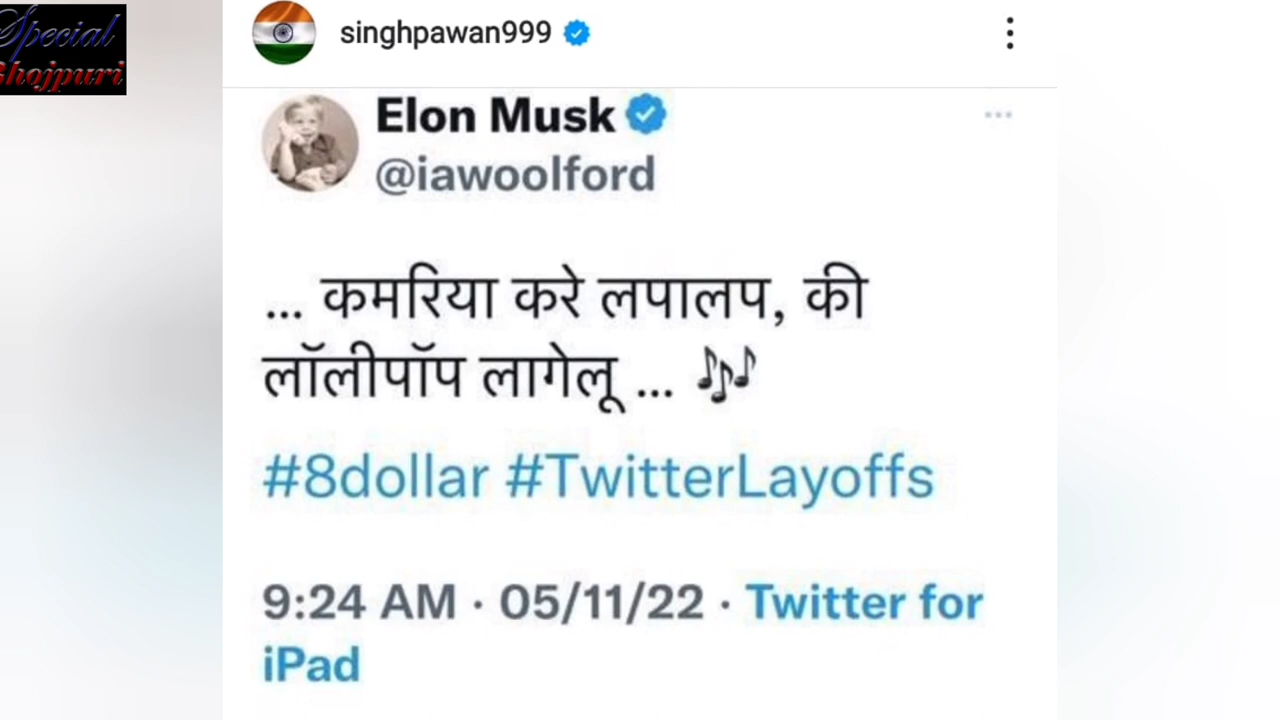 Special
Bhojpuri
singhpawan999
Elon Musk
@iawoolford
... कमरिया करे लपालप, की
लॉलीपॉप लागेलू ... 🎶
#8dollar #TwitterLayoffs
9:24 AM · 05/11/22 · Twitter for
iPad